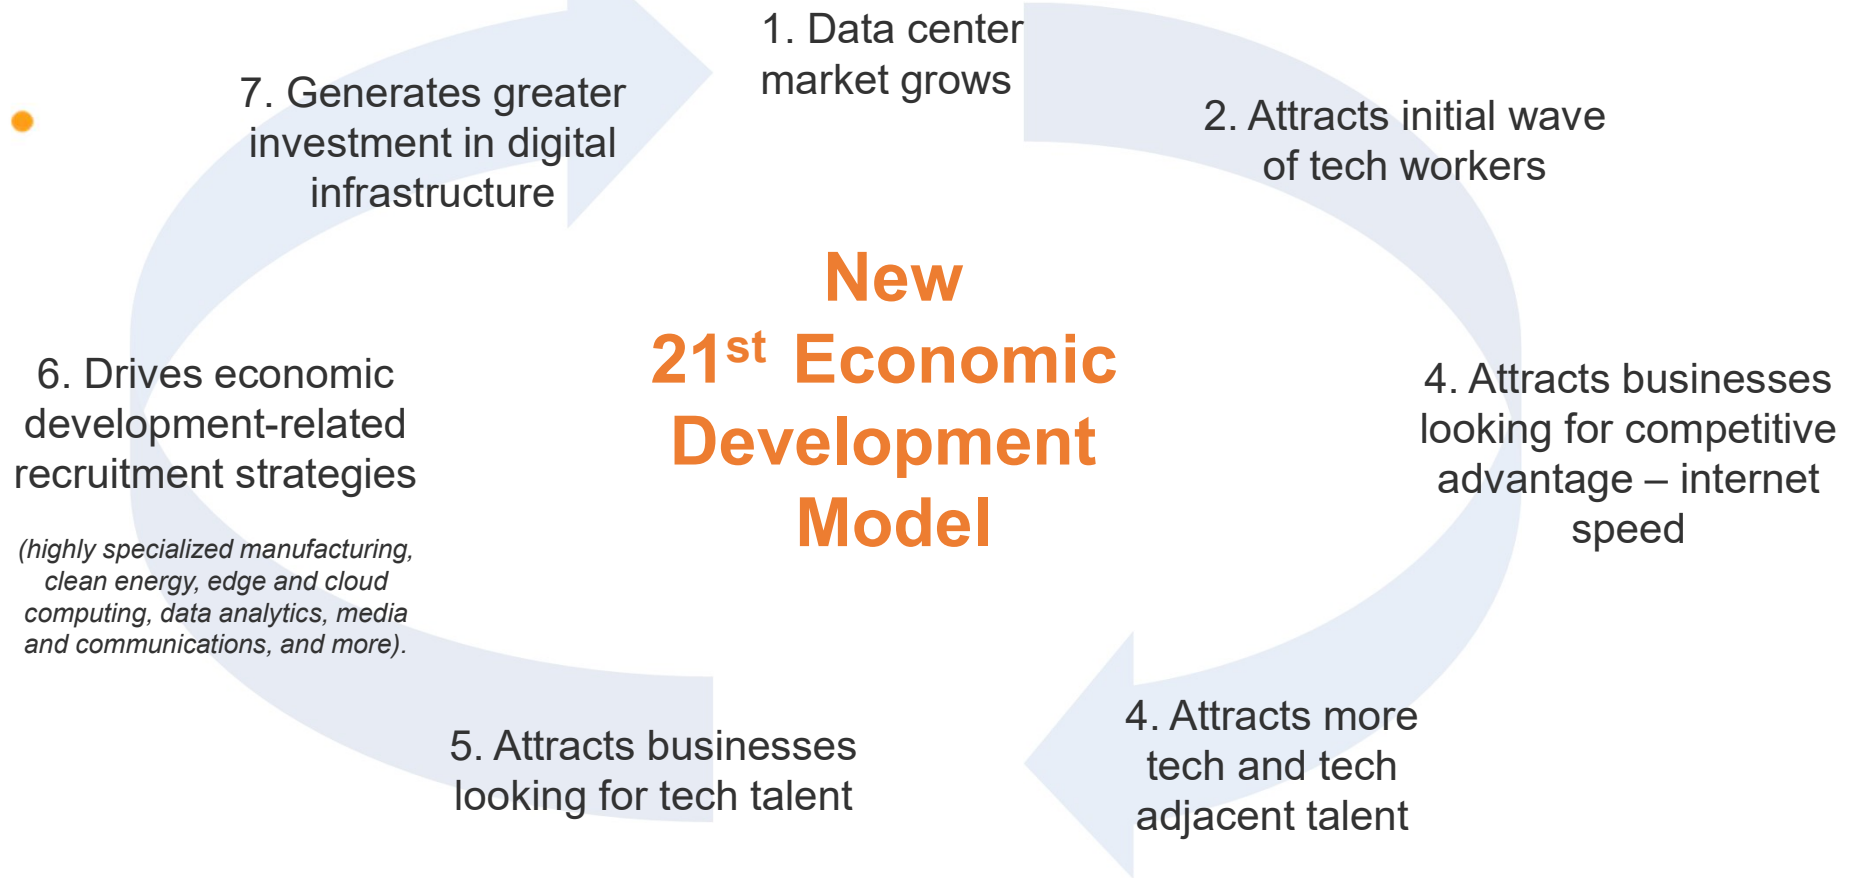 1. Data center
market grows
2. Attracts initial wave
of tech workers
4. Attracts businesses
looking for competitive
advantage – internet
speed
4. Attracts more
tech and tech
adjacent talent
5. Attracts businesses
looking for tech talent
6. Drives economic
development-related
recruitment strategies
(highly specialized manufacturing,
clean energy, edge and cloud
computing, data analytics, media
and communications, and more).
7. Generates greater
investment in digital
infrastructure
New
21st Economic
Development
Model